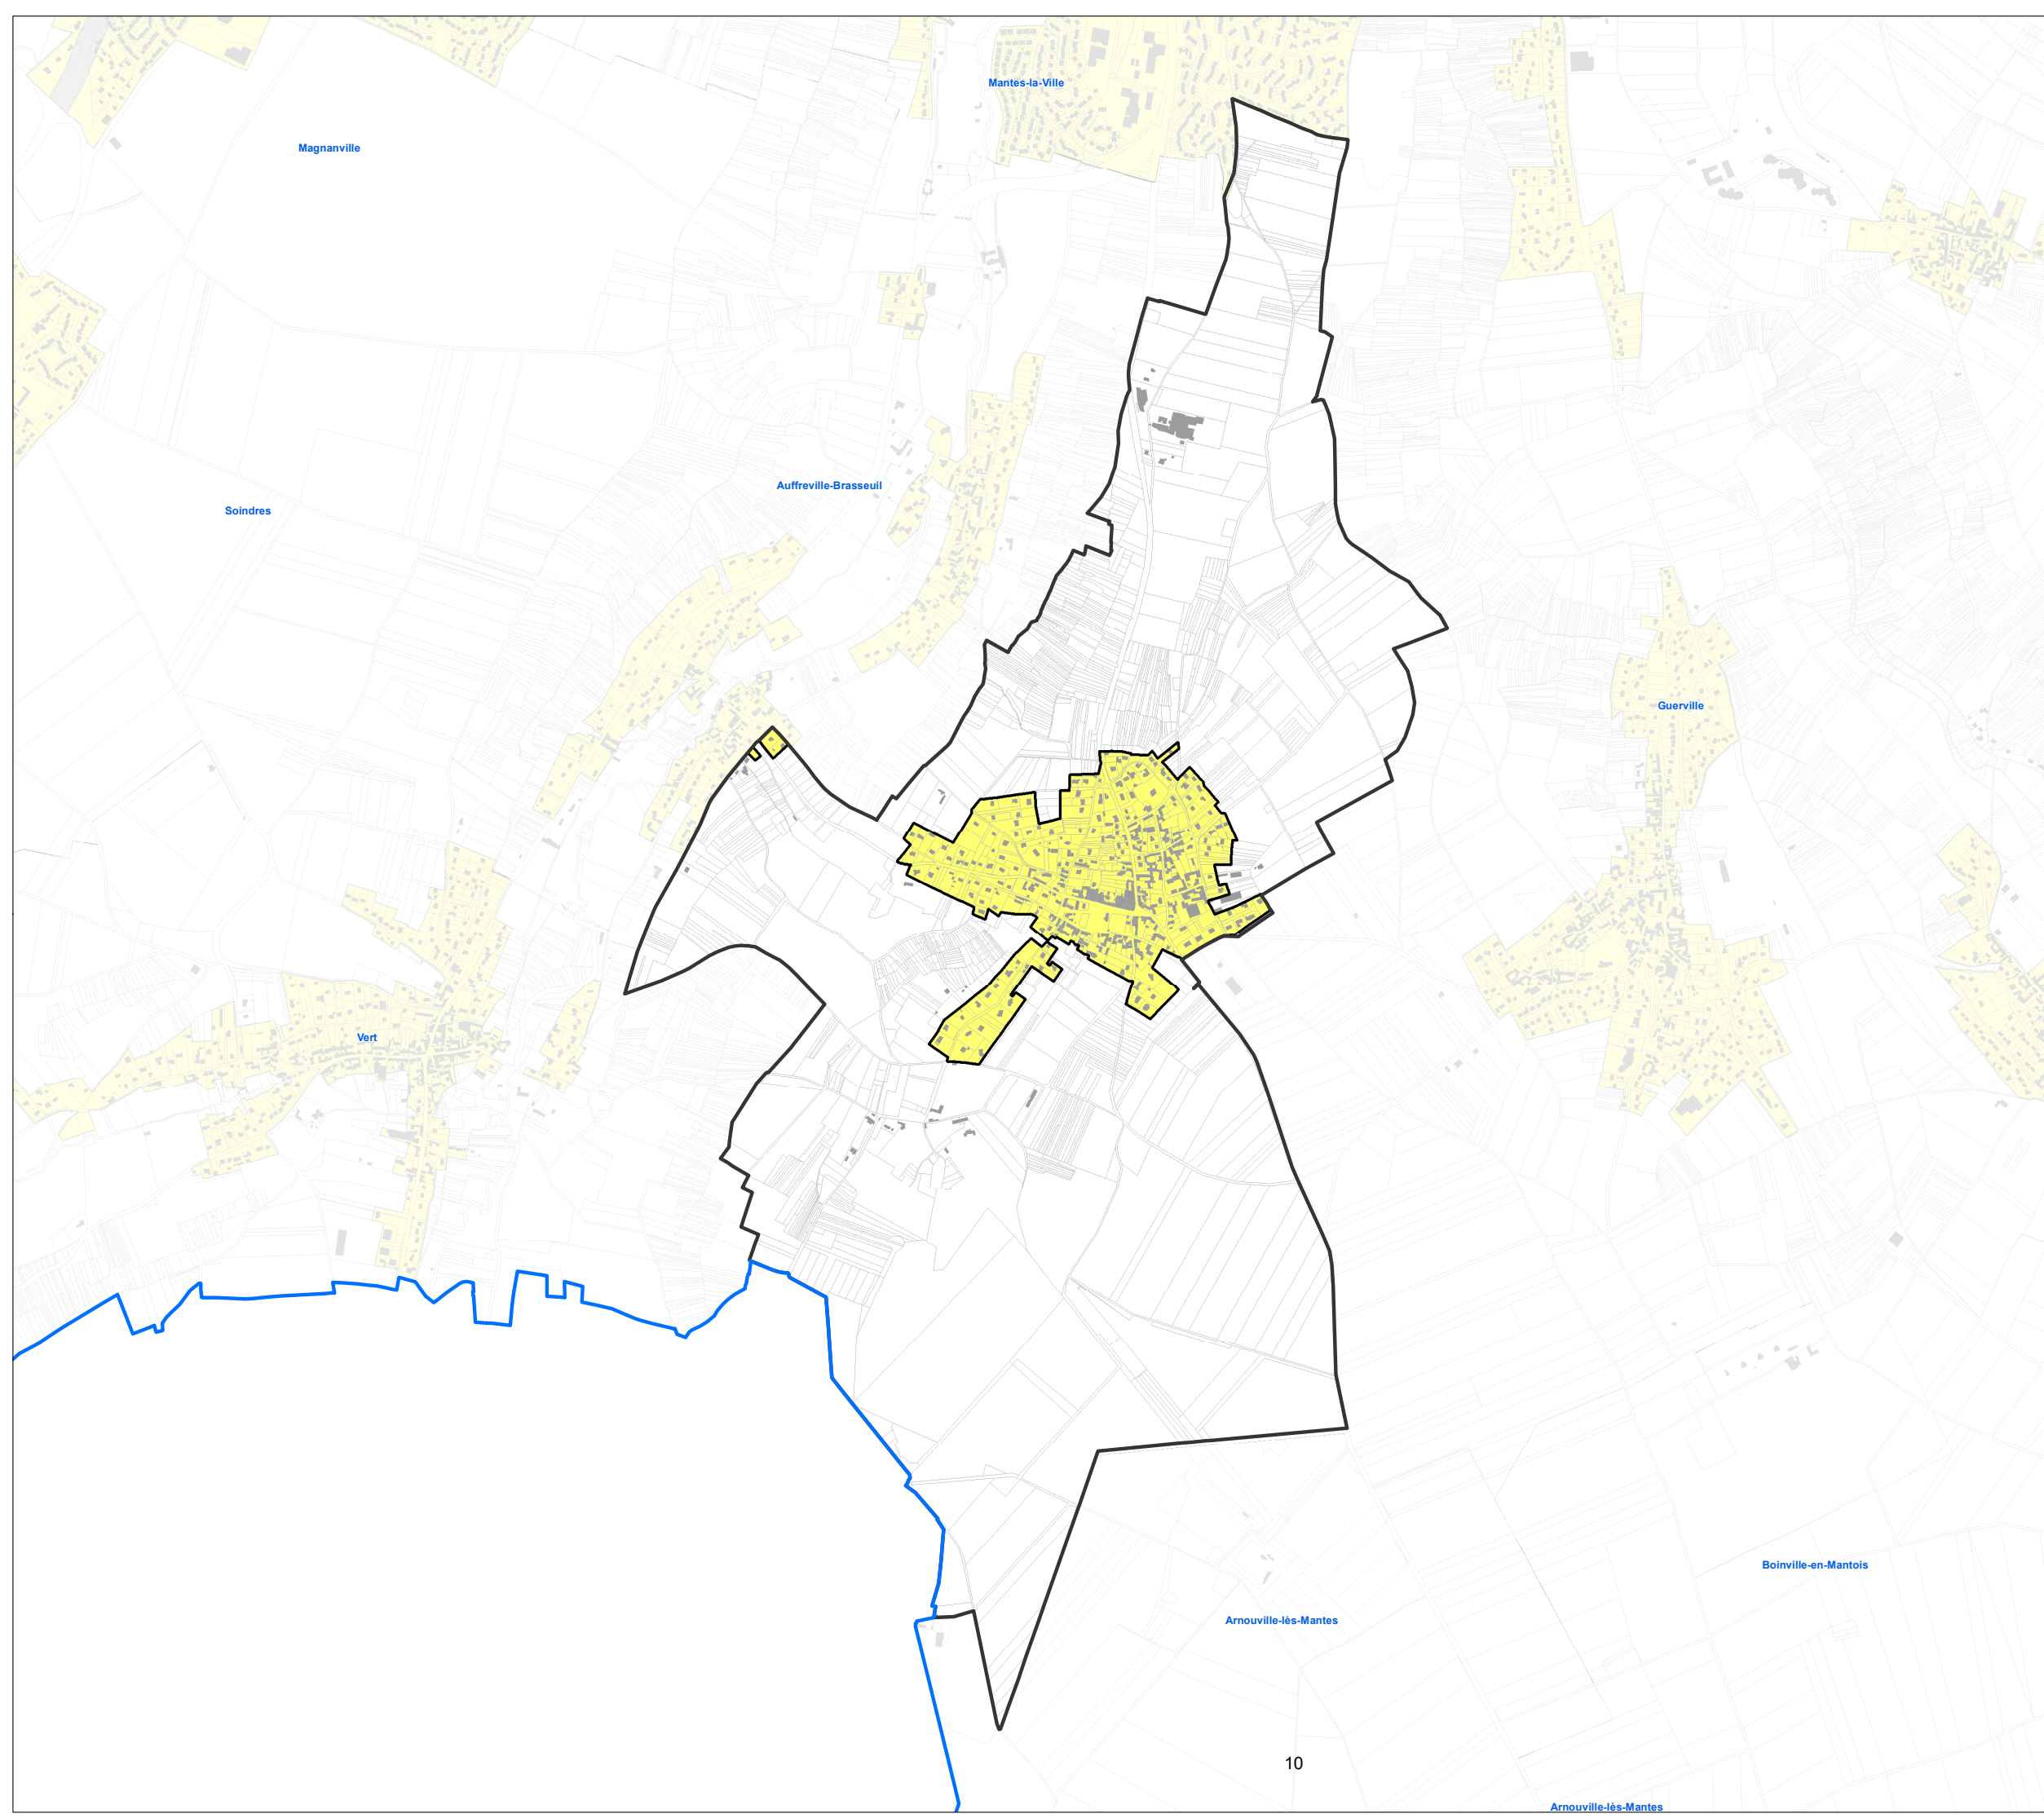 Mantes-la-Ville
Magnanville
Auffreville-Brasseuil
Soindres
Guerville
Vert
Boinville-en-Mantois
Arnouville-lès-Mantes
10
Arnouville-lès-Mantes